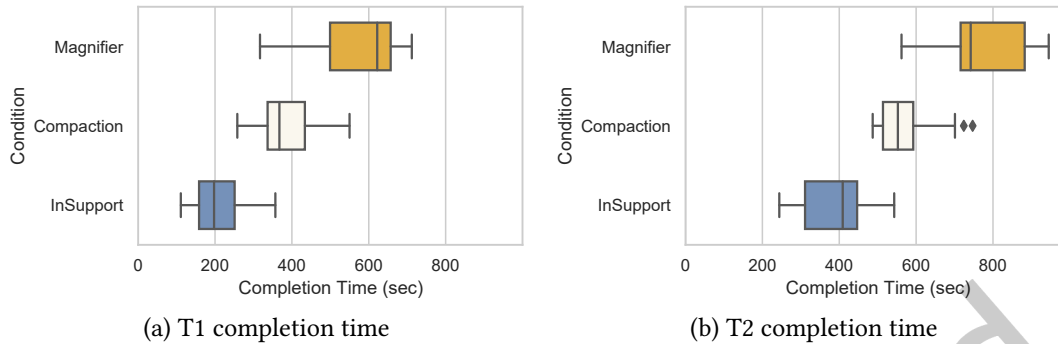 Condition
Magnifier
Compaction
InSupport
0 200 400 600 800
Completion Time (sec)
(a) T1 completion time
Condition
Magnifier
Compaction
InSupport
0 200 400 600 800
Completion Time (sec)
(b) T2 completion time